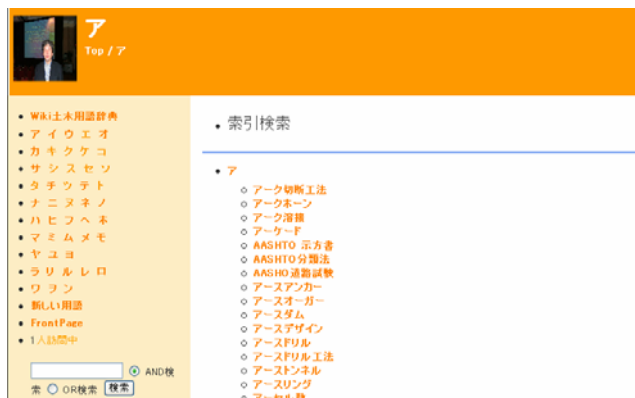 ア
Top / ア
• Wiki土木用語辞典
• ア イ ウ エ オ
• カ キ ク ケ コ
• サ シ ス セ ソ
• タ チ ツ テ ト
• ナ ニ ヌ ネ ノ
• ハ ヒ フ ヘ ホ
• マ ミ ム メ モ
• ヤ ユ ヨ
• ラ リ ル レ ロ
• ワ ヲ ン
• 新しい用語
• FrontPage
• 1人訪問中
AND検
索 OR検索 検索
• 索引検索
• ア
アーク切断工法
アークホーン
アーク溶接
アーケード
AASHTO 示方書
AASHTO分類法
AASHO道路試験
アースアンカー
アースオーガー
アースダム
アースデザイン
アースドリル
アースドリル工法
アーストンネル
アースリング